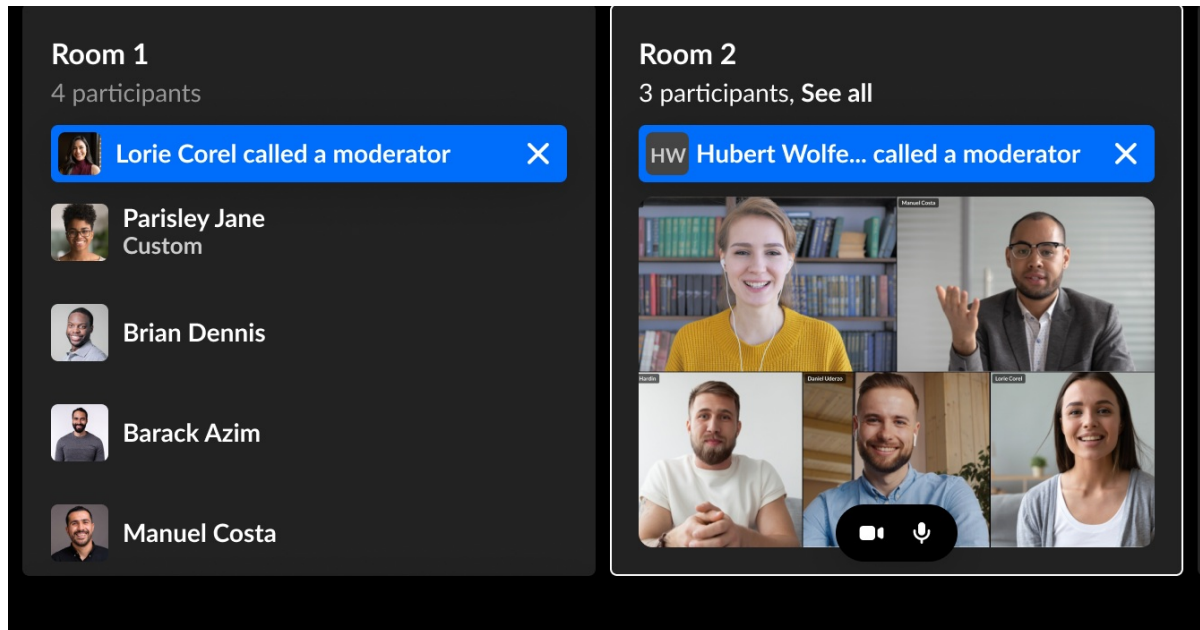 Room 1
4 participants
Lorie Corel called a moderator
Parisley Jane
Custom
Brian Dennis
Barack Azim
Manuel Costa
Room 2
3 participants, See all
HW Hubert Wolfe... called a moderator
Manuel Costa
Hardin
Daniel Uderzo
Lorie Corel